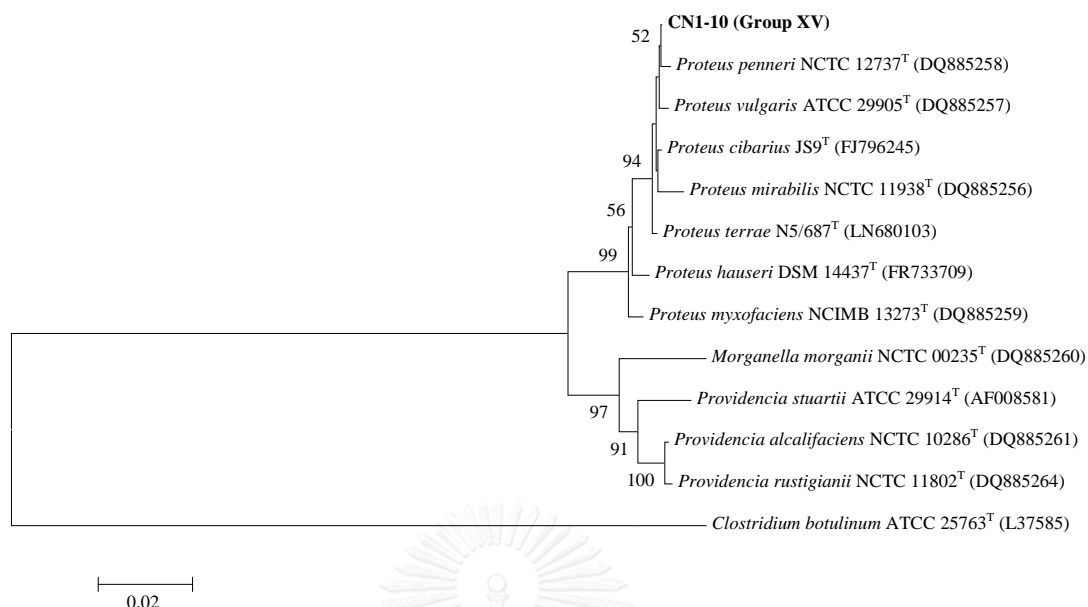 CN1-10 (Group XV)
52
Proteus penneri NCTC 12737T (DQ885258)
Proteus vulgaris ATCC 29905T (DQ885257)
Proteus cibarius JS9T (FJ796245)
94
Proteus mirabilis NCTC 11938T (DQ885256)
56
Proteus terrae N5/687T (LN680103)
99
Proteus hauseri DSM 14437T (FR733709)
Proteus myxofaciens NCIMB 13273T (DQ885259)
Morganella morganii NCTC 00235T (DQ885260)
Providencia stuartii ATCC 29914T (AF008581)
97
Providencia alcalifaciens NCTC 10286T (DQ885261)
91
100
Providencia rustigianii NCTC 11802T (DQ885264)
Clostridium botulinum ATCC 25763T (L37585)
0.02